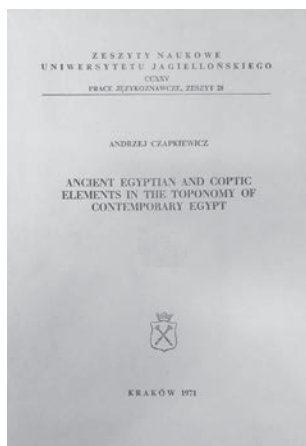 ZESZYTY NAUKOWE
UNIWERSYTETU JAGIELLOŃSKIEGO
CCXXV
PRACE JĘZYKOZNAWCZE, ZESZYT 28
ANDRZEJ CZAPKIEWICZ
ANCIENT EGYPTIAN AND COPTIC
ELEMENTS IN THE TOPONOMY OF
CONTEMPORARY EGYPT
KRAKÓW 1971